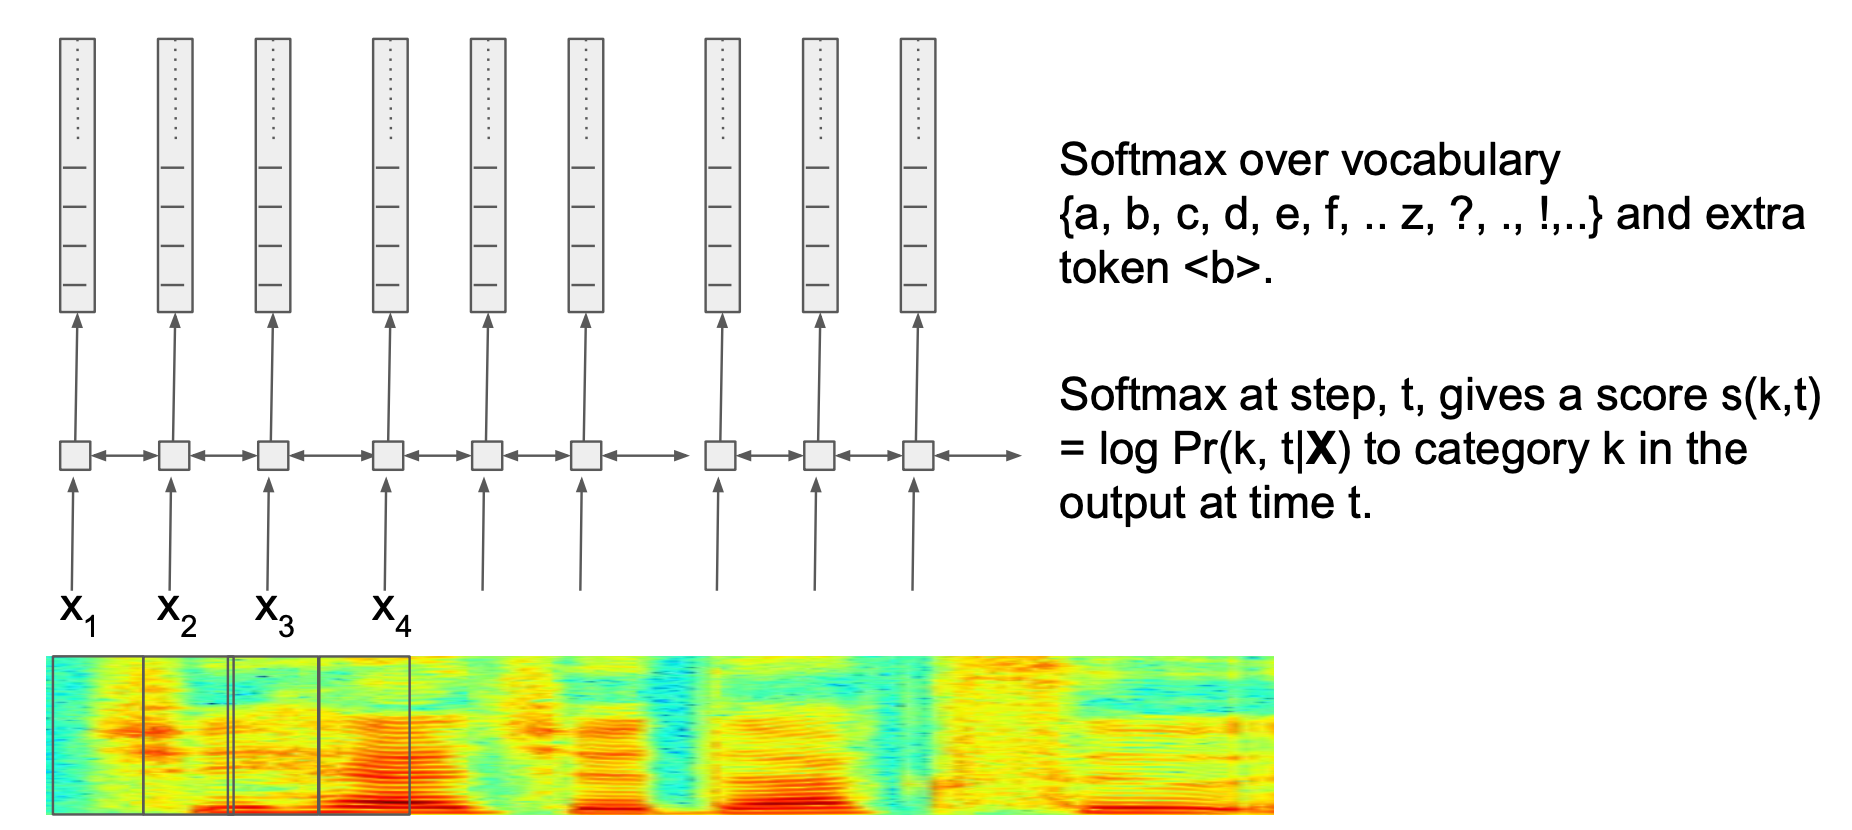 Softmax over vocabulary
{a, b, c, d, e, f, .. z, ?, ., !,..} and extra
token <b>.
Softmax at step, t, gives a score s(k,t)
= log Pr(k, t|X) to category k in the
output at time t.
x1 x2 x3 x4